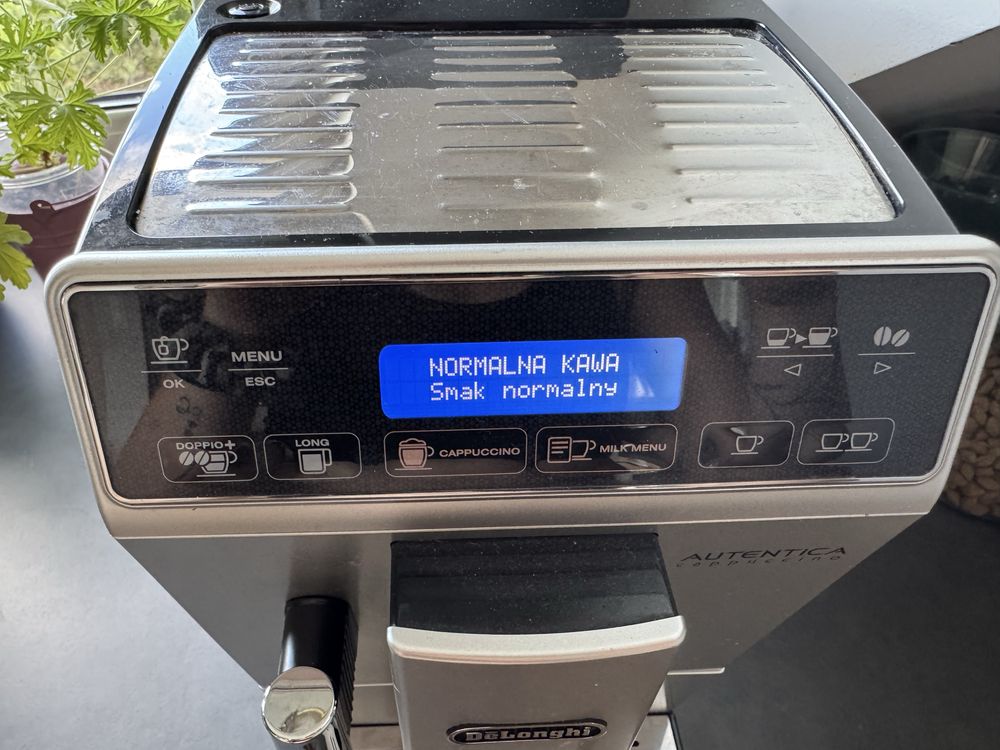 MENU
OK
ESC
NORMALNA KAWA
Smak normalny
DOPPIO+
LONG
CAPPUCCINO
MILK MENU
AUTENTICA
cappuccino
DeLonghi